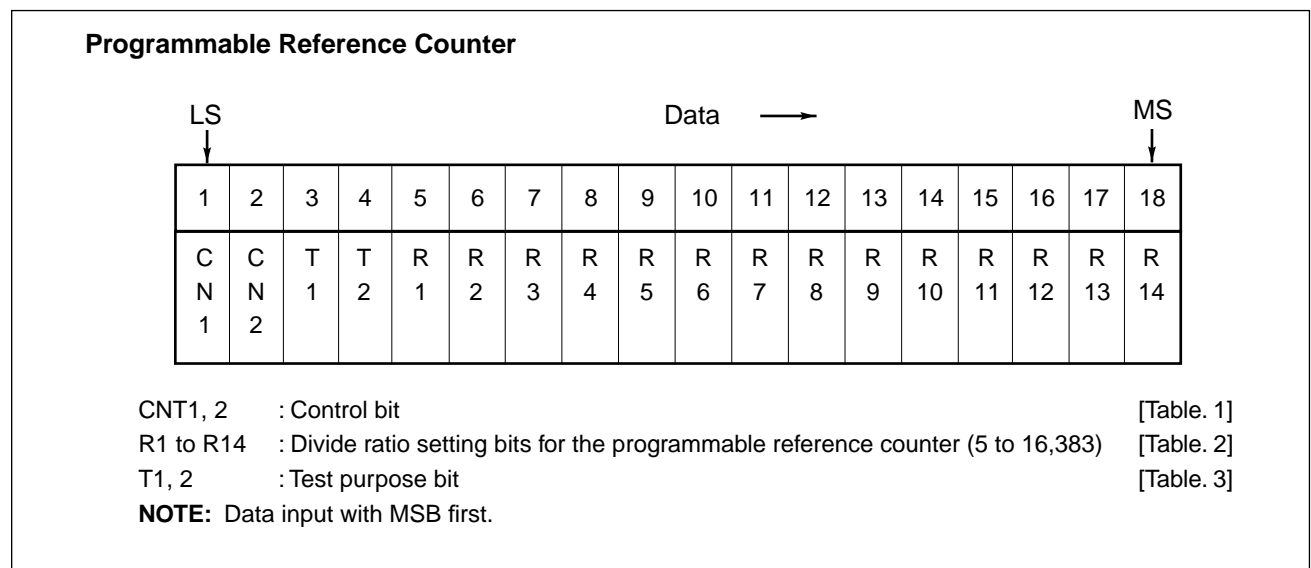 Programmable Reference Counter
LS Data MS
1 2 3 4 5 6 7 8 9 10 11 12 13 14 15 16 17 18
C C T T R R R R R R R R R R R R R R
N N 1 2 1 2 3 4 5 6 7 8 9 10 11 12 13 14
1 2
CNT1, 2 : Control bit [Table. 1]
R1 to R14 : Divide ratio setting bits for the programmable reference counter (5 to 16,383) [Table. 2]
T1, 2 : Test purpose bit [Table. 3]
NOTE: Data input with MSB first.